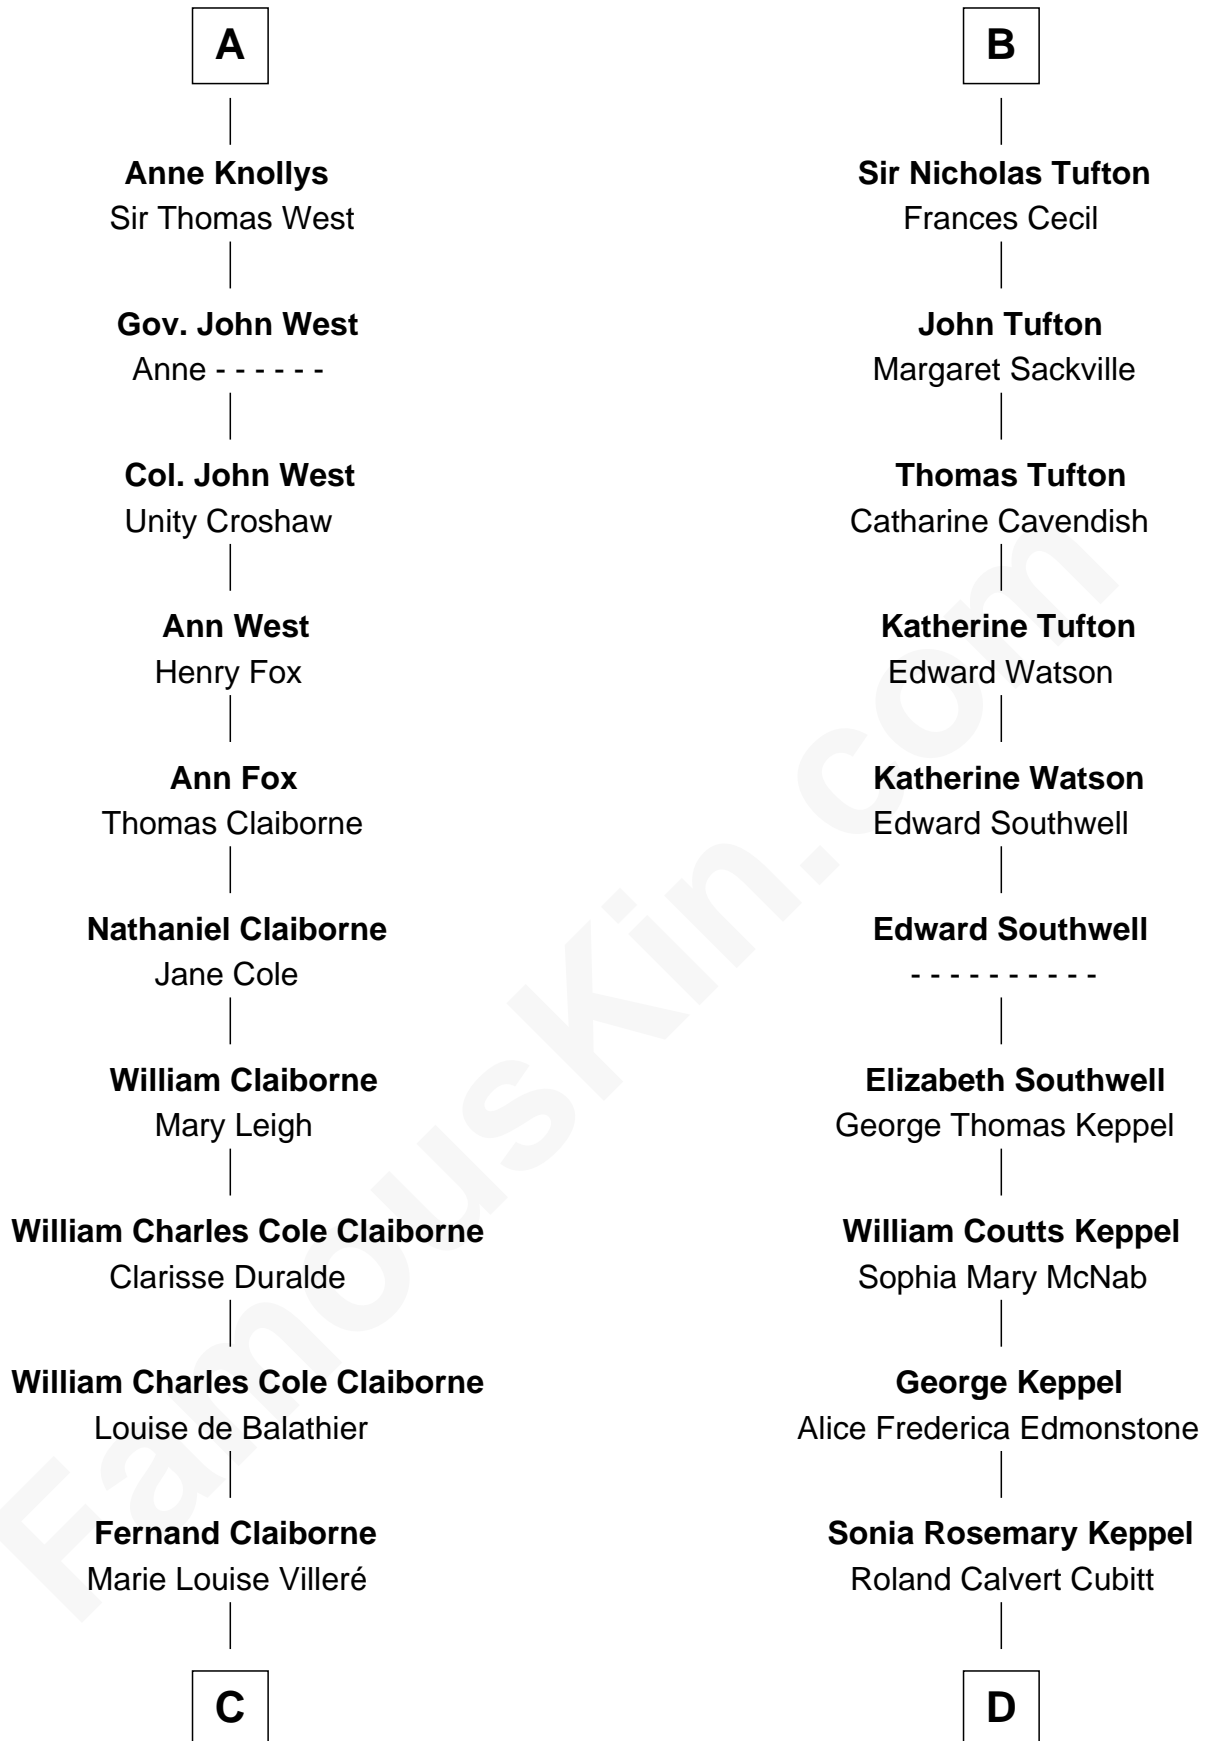 A
Anne Knollys
Sir Thomas West
Gov. John West
Anne - - - - - -
Col. John West
Unity Croshaw
Ann West
Henry Fox
Ann Fox
Thomas Claiborne
Nathaniel Claiborne
Jane Cole
William Claiborne
Mary Leigh
William Charles Cole Claiborne
Clarisse Duralde
William Charles Cole Claiborne
Louise de Balathier
Fernand Claiborne
Marie Louise Villeré
C
B
Sir Nicholas Tufton
Frances Cecil
John Tufton
Margaret Sackville
Thomas Tufton
Catharine Cavendish
Katherine Tufton
Edward Watson
Katherine Watson
Edward Southwell
Edward Southwell
- - - - - - - - - -
Elizabeth Southwell
George Thomas Keppel
William Coutts Keppel
Sophia Mary McNab
George Keppel
Alice Frederica Edmonstone
Sonia Rosemary Keppel
Roland Calvert Cubitt
D
FamousKin.com